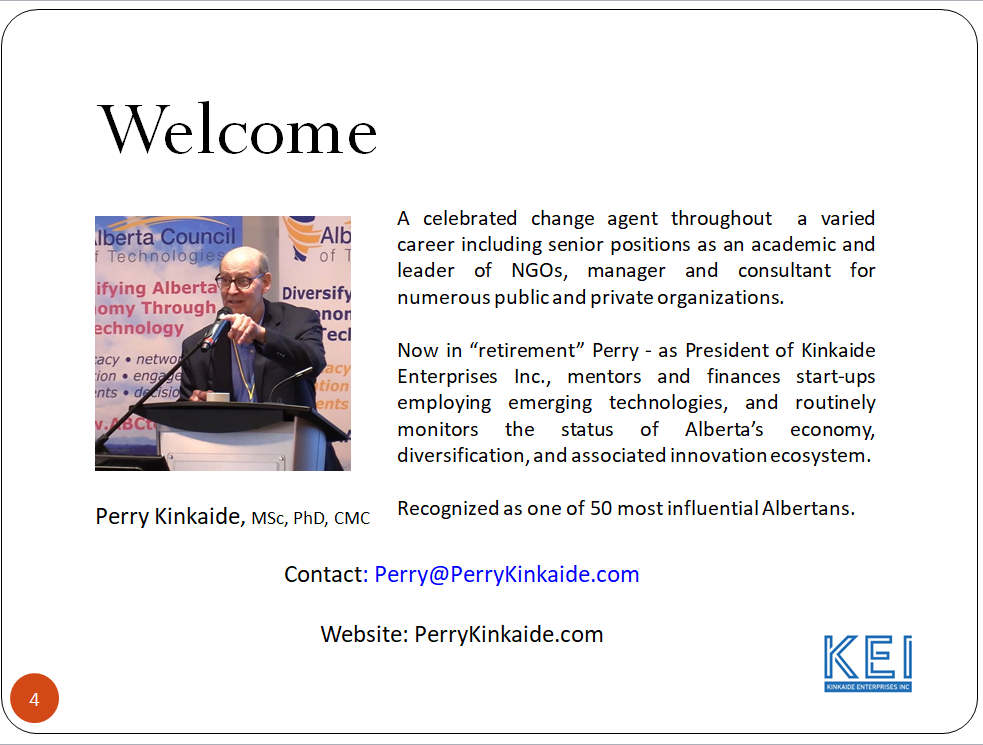 Welcome
lberta Council
f Technologies
ifying Alberta
omy Through
echnology
acy • networ
ion • engage
ents • decisio
w.ABCt
Alb
of T
Diversify
onom
Tech
acy
ation
ents
A celebrated change agent throughout a varied
career including senior positions as an academic and
leader of NGOs, manager and consultant for
numerous public and private organizations.
Now in “retirement” Perry - as President of Kinkaide
Enterprises Inc., mentors and finances start-ups
employing emerging technologies, and routinely
monitors the status of Alberta’s economy,
diversification, and associated innovation ecosystem.
Recognized as one of 50 most influential Albertans.
Perry Kinkaide, MSc, PhD, CMC
Contact: Perry@PerryKinkaide.com
Website: PerryKinkaide.com
KEI
KINKAIDE ENTERPRISES INC
4